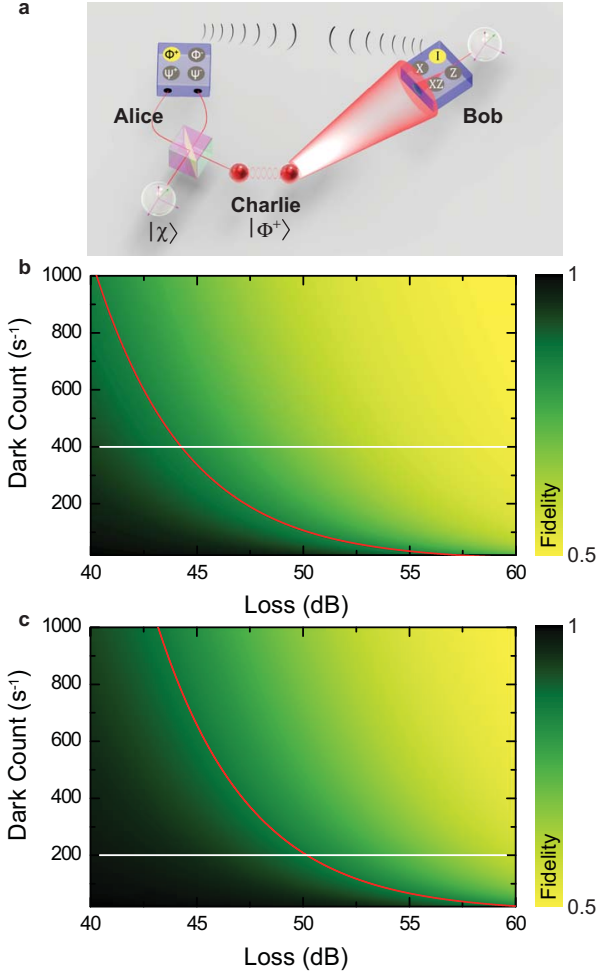 a
Φ⁺ Φ⁻
Ψ⁺ Ψ⁻
Alice
I
X Z
XZ
Bob
Charlie
|χ⟩ |Φ⁺⟩
b
1000
800
600
400
200
40 45 50 55 60
Dark Count (s⁻¹)
Loss (dB)
1
Fidelity
0.5
c
1000
800
600
400
200
40 45 50 55 60
Dark Count (s⁻¹)
Loss (dB)
1
Fidelity
0.5